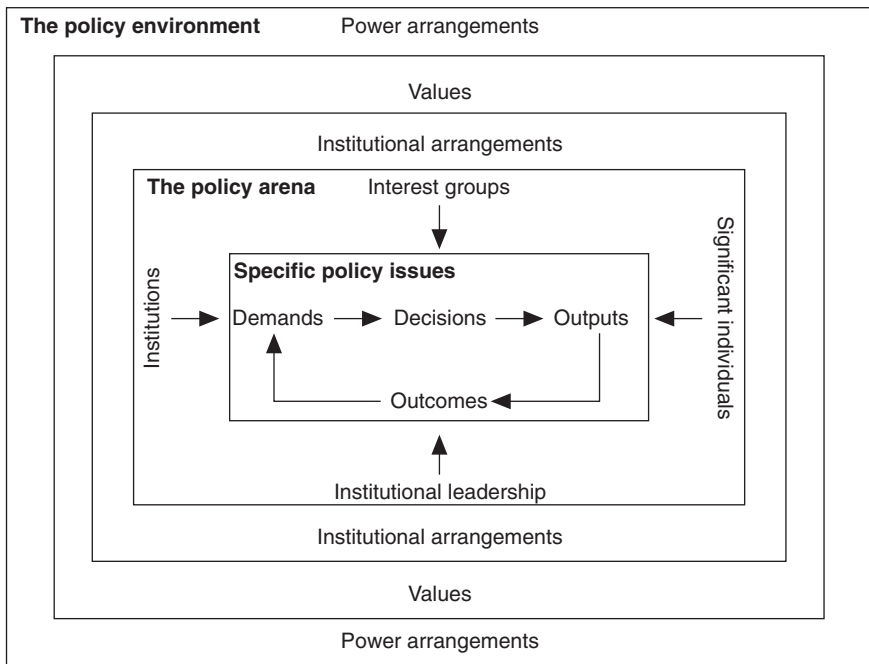 The policy environment Power arrangements
Values
Institutional arrangements
The policy arena Interest groups
Institutions
Significant individuals
Specific policy issues
Demands Decisions Outputs
Outcomes
Institutional leadership
Institutional arrangements
Values
Power arrangements